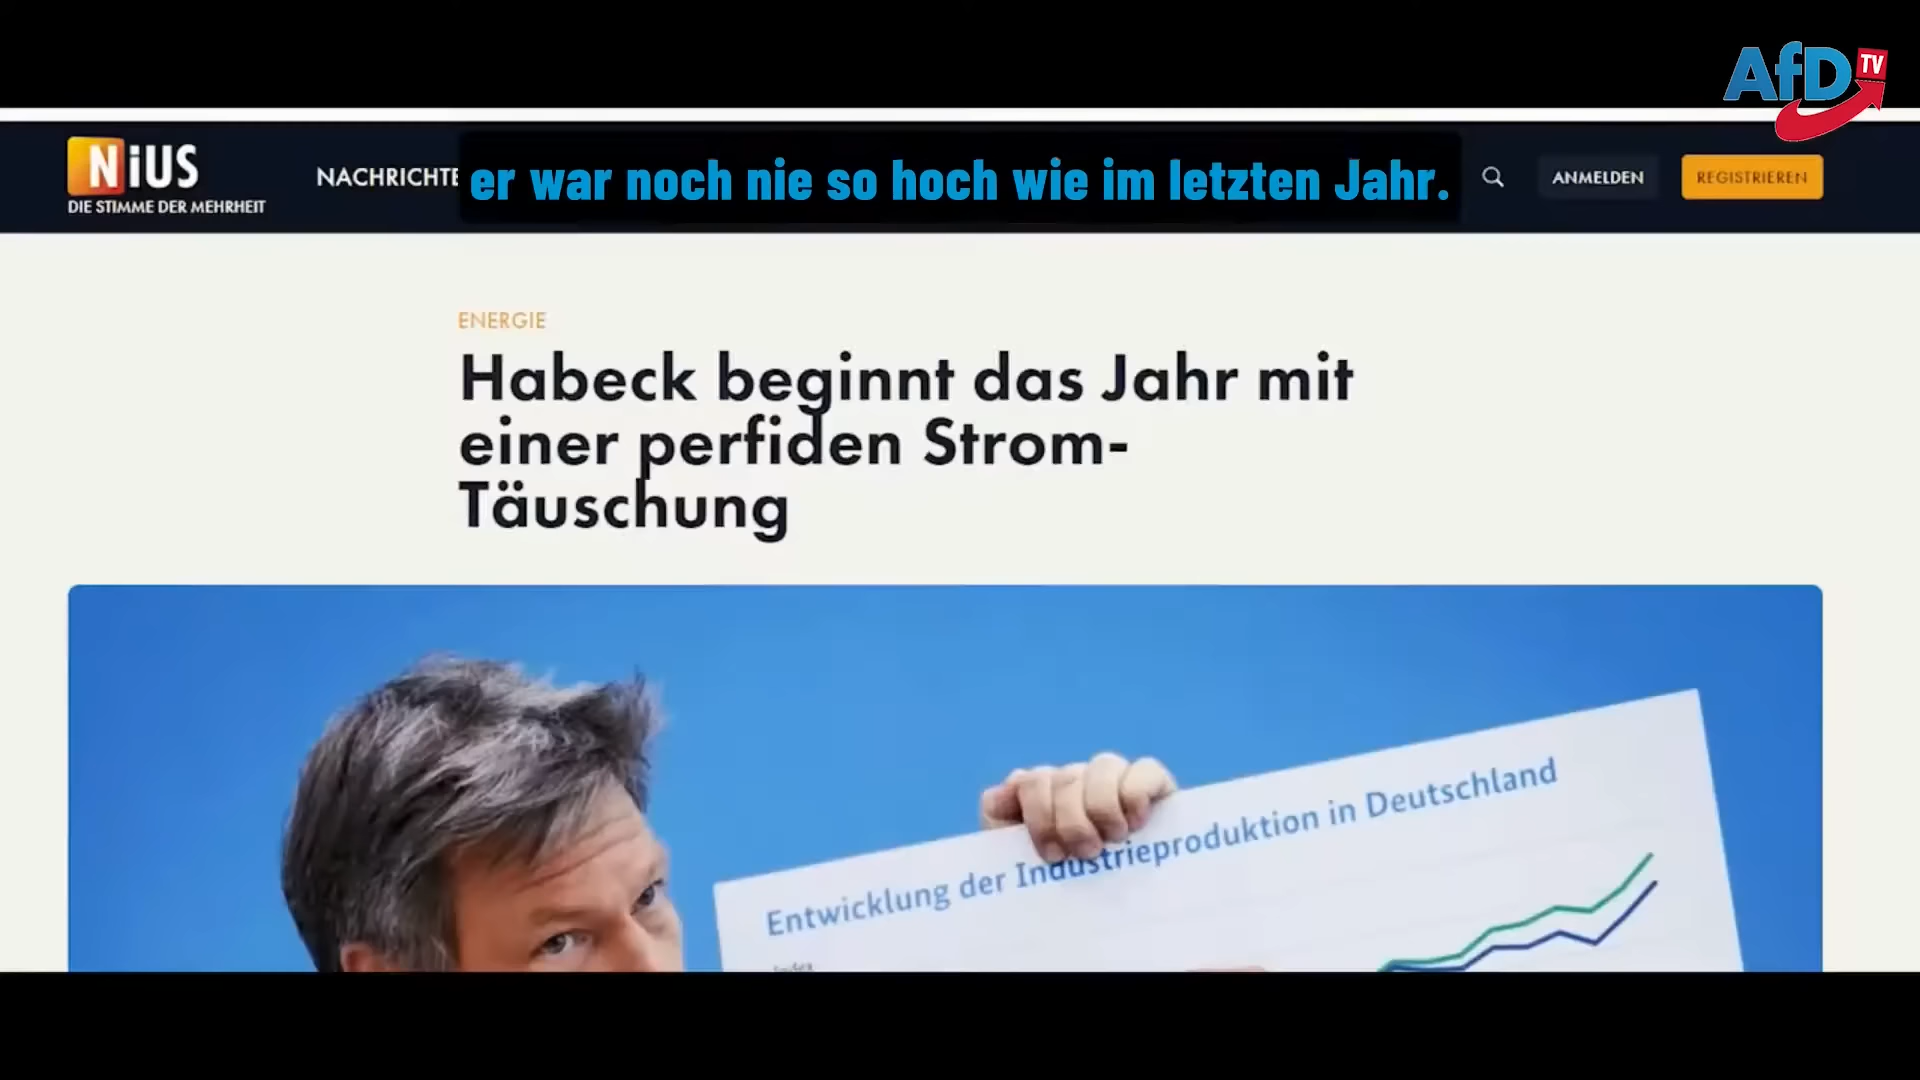 AfD TV
NiUS
DIE STIMME DER MEHRHEIT
NACHRICHTE
er war noch nie so hoch wie im letzten Jahr.
ANMELDEN
REGISTRIEREN
ENERGIE
Habeck beginnt das Jahr mit
einer perfiden Strom-
Täuschung
Entwicklung der Industrieproduktion in Deutschland